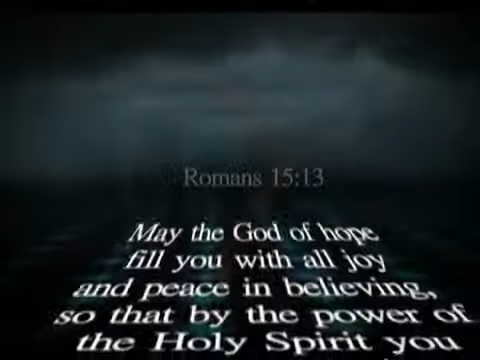 Romans 15:13
May the God of hope
fill you with all joy
and peace in believing,
so that by the power of
the Holy Spirit you